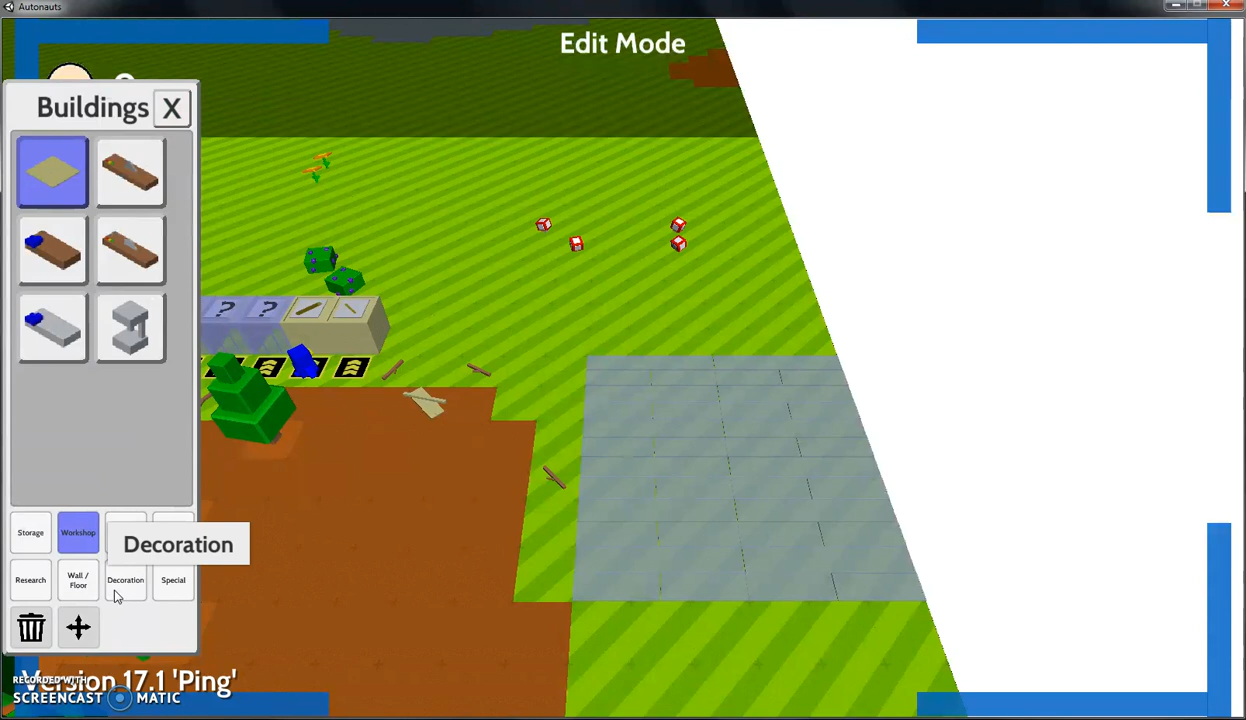 Autonauts
Edit Mode
Buildings X
? ?
Storage Workshop
Decoration
Research Wall / Floor Decoration Special
Version 17.1 'Ping'
RECORDED WITH
SCREENCAST MATIC